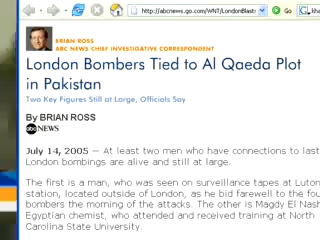 http://abcnews.go.com/WNT/LondonBlasts
Go
BRIAN ROSS
ABC NEWS CHIEF INVESTIGATIVE CORRESPONDENT
London Bombers Tied to Al Qaeda Plot
in Pakistan
Two Key Figures Still at Large, Officials Say
By BRIAN ROSS
abc NEWS
July 14, 2005 — At least two men who have connections to last
London bombings are alive and still at large.
The first is a man, who was seen on surveillance tapes at Luton
station, located outside of London, as he bid farewell to the fou
bombers the morning of the attacks. The other is Magdy El Nash
Egyptian chemist, who attended and received training at North
Carolina State University.